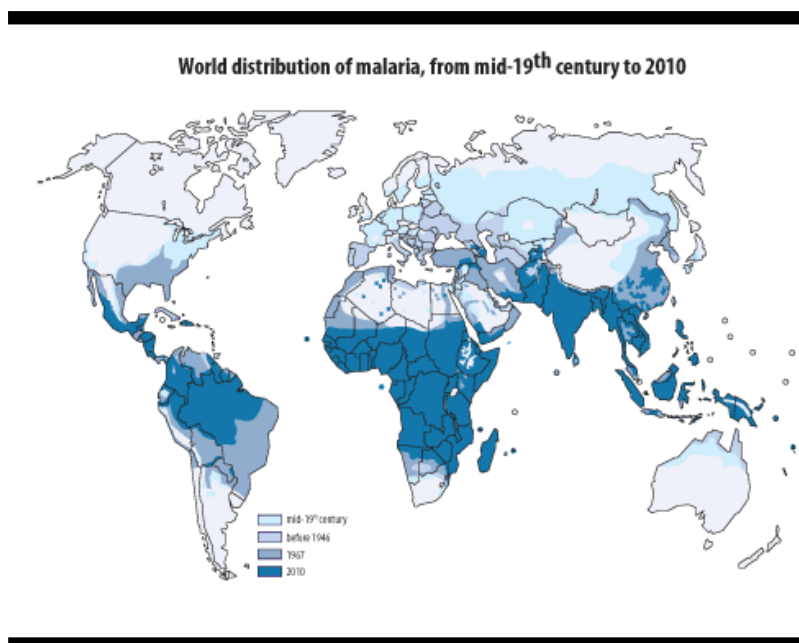 World distribution of malaria, from mid-19th century to 2010
mid-19th century
before 1946
1967
2010